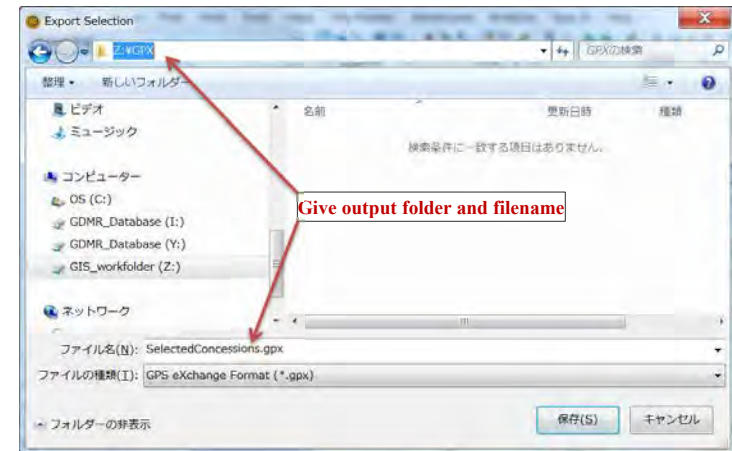 Export Selection
Z:¥GPX
GPXの検索
整理 新しいフォルダー
名前 更新日時 種類
検索条件に一致する項目はありません。
ビデオ
ミュージック
コンピューター
OS (C:)
GDMR_Database (I:)
GDMR_Database (Y:)
GIS_workfolder (Z:)
ネットワーク
Give output folder and filename
ファイル名(N): SelectedConcessions.gpx
ファイルの種類(T): GPS eXchange Format (*.gpx)
フォルダーの非表示
保存(S) キャンセル